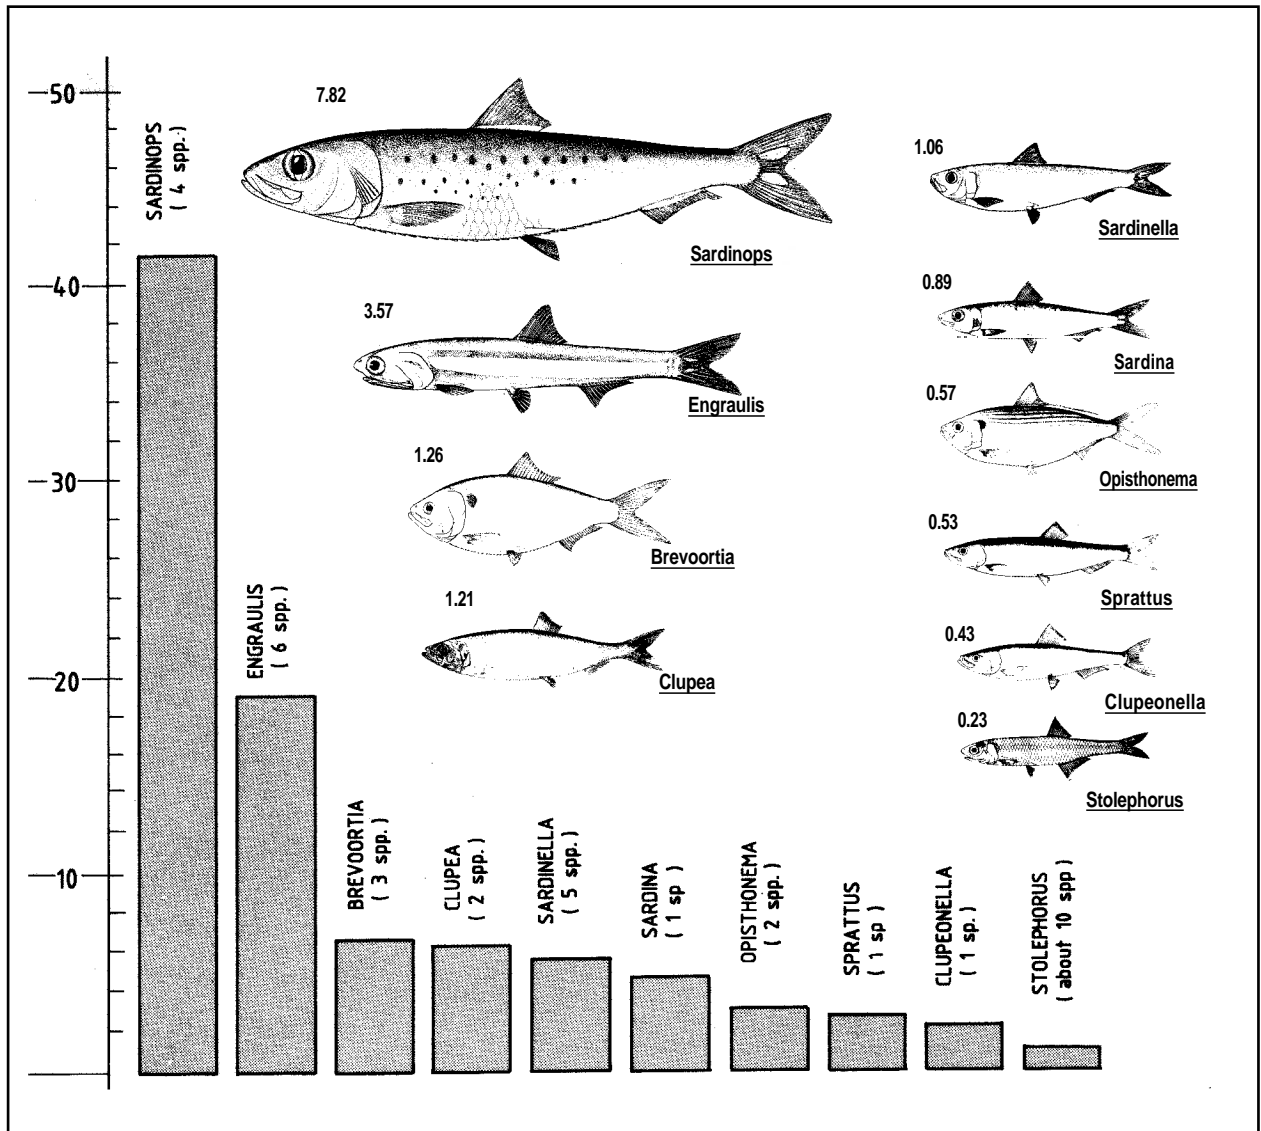 50
40
30
20
10
SARDINOPS
( 4 spp.)
ENGRAULIS
( 6 spp.)
BREVOORTIA
( 3 spp.)
CLUPEA
( 2 spp.)
SARDINELLA
( 5 spp.)
SARDINA
( 1 sp )
OPISTHONEMA
( 2 spp.)
SPRATTUS
( 1 sp )
CLUPEONELLA
( 1 sp.)
STOLEPHORUS
( about 10 spp)
7.82
Sardinops
3.57
Engraulis
1.26
Brevoortia
1.21
Clupea
1.06
Sardinella
0.89
Sardina
0.57
Opisthonema
0.53
Sprattus
0.43
Clupeonella
0.23
Stolephorus